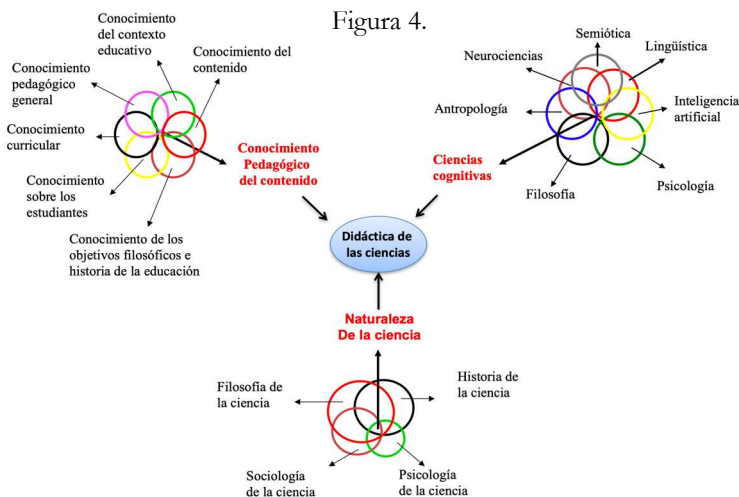 Figura 4.
Conocimiento
del contexto
educativo
Conocimiento del
contenido
Conocimiento
pedagógico
general
Conocimiento
curricular
Conocimiento
sobre los
estudiantes
Conocimiento de los
objetivos filosóficos e
historia de la educación
Conocimiento
Pedagógico
del contenido
Semiótica
Neurociencias
Lingüística
Antropología
Inteligencia
artificial
Filosofía
Psicología
Ciencias
cognitivas
Didáctica de
las ciencias
Naturaleza
De la ciencia
Filosofía de
la ciencia
Historia de
la ciencia
Sociología
de la ciencia
Psicología
de la ciencia